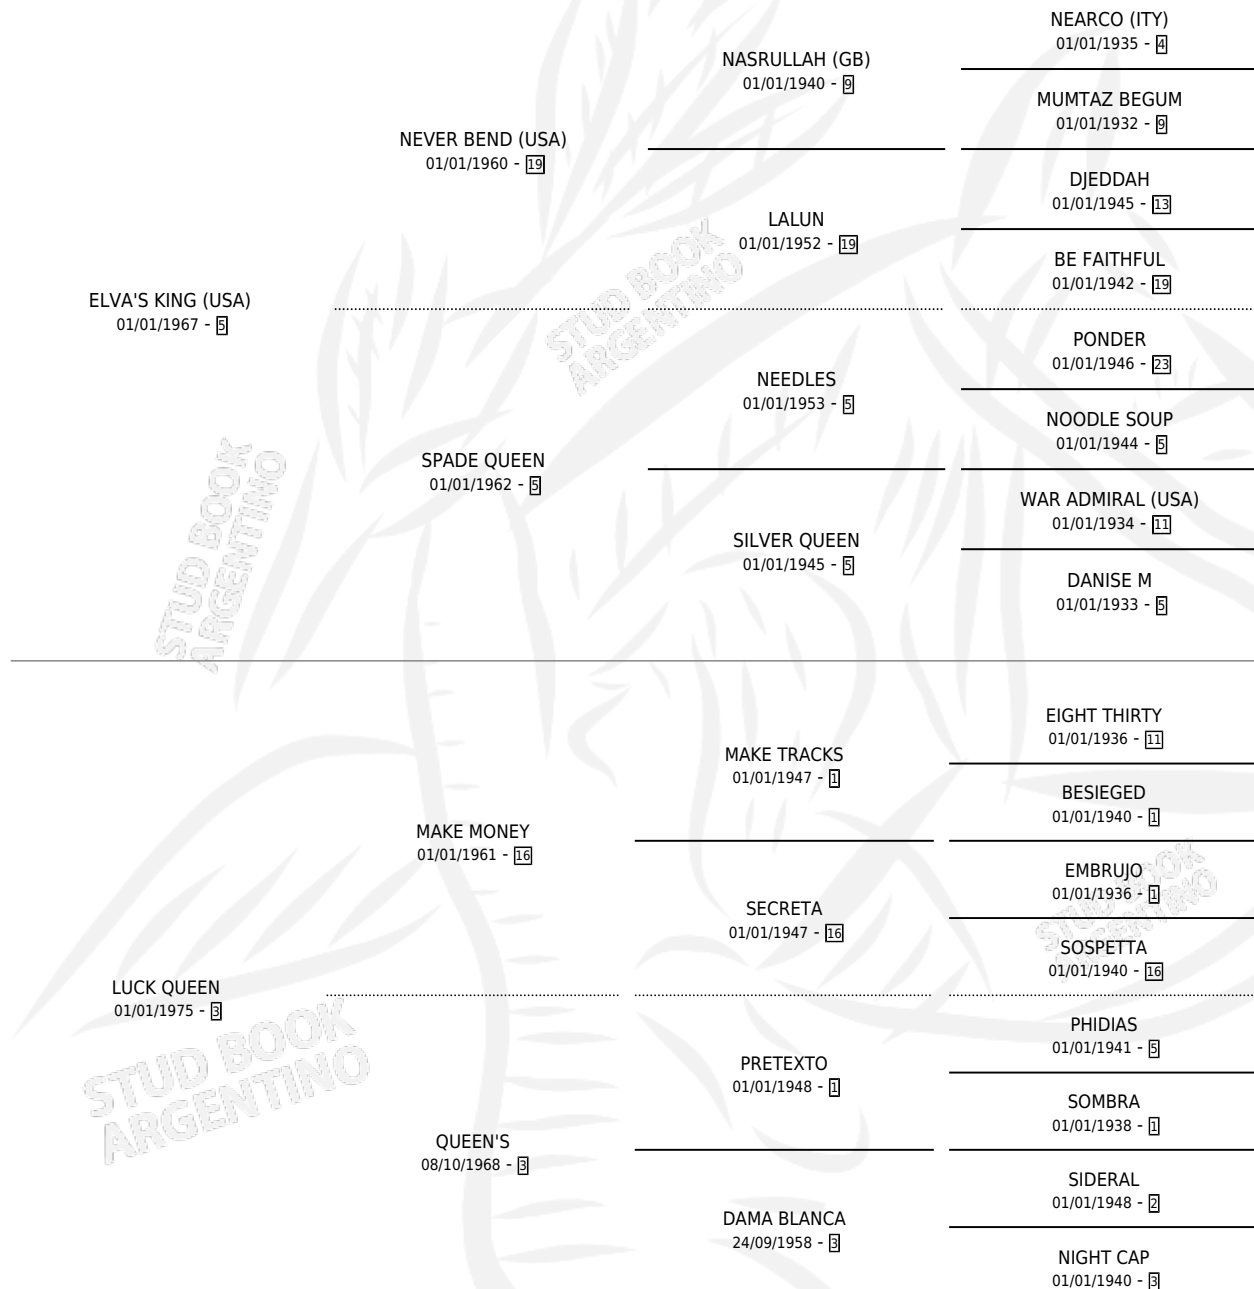 ELVA'S KING (USA)
01/01/1967 - 5
NEVER BEND (USA)
01/01/1960 - 19
SPADE QUEEN
01/01/1962 - 5
NASRULLAH (GB)
01/01/1940 - 9
LALUN
01/01/1952 - 19
NEEDLES
01/01/1953 - 5
SILVER QUEEN
01/01/1945 - 5
NEARCO (ITY)
01/01/1935 - 4
MUMTAZ BEGUM
01/01/1932 - 9
DJEDDAH
01/01/1945 - 13
BE FAITHFUL
01/01/1942 - 19
PONDER
01/01/1946 - 23
NOODLE SOUP
01/01/1944 - 5
WAR ADMIRAL (USA)
01/01/1934 - 11
DANISE M
01/01/1933 - 5
LUCK QUEEN
01/01/1975 - 3
MAKE MONEY
01/01/1961 - 16
QUEEN'S
08/10/1968 - 3
MAKE TRACKS
01/01/1947 - 1
SECRETA
01/01/1947 - 16
PRETEXTO
01/01/1948 - 1
DAMA BLANCA
24/09/1958 - 3
EIGHT THIRTY
01/01/1936 - 11
BESIEGED
01/01/1940 - 1
EMBRUJO
01/01/1936 - 1
SOSPETTA
01/01/1940 - 16
PHIDIAS
01/01/1941 - 5
SOMBRA
01/01/1938 - 1
SIDERAL
01/01/1948 - 2
NIGHT CAP
01/01/1940 - 3
STUD BOOK
ARGENTINO
STUD BOOK
ARGENTINO
STUD BOOK
ARGENTINO
STUD BOOK
ARGENTINO